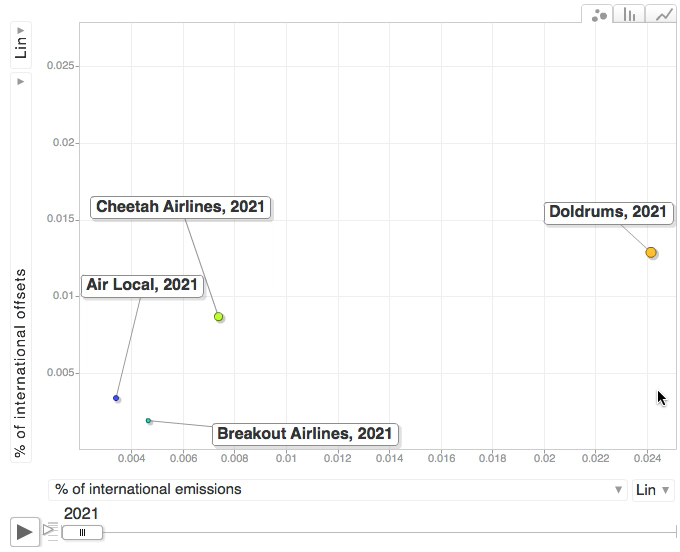 Lin
% of international offsets
0.025
0.02
0.015
0.01
0.005
Cheetah Airlines, 2021
Doldrums, 2021
Air Local, 2021
Breakout Airlines, 2021
0.004 0.006 0.008 0.01 0.012 0.014 0.016 0.018 0.02 0.022 0.024
% of international emissions Lin
2021